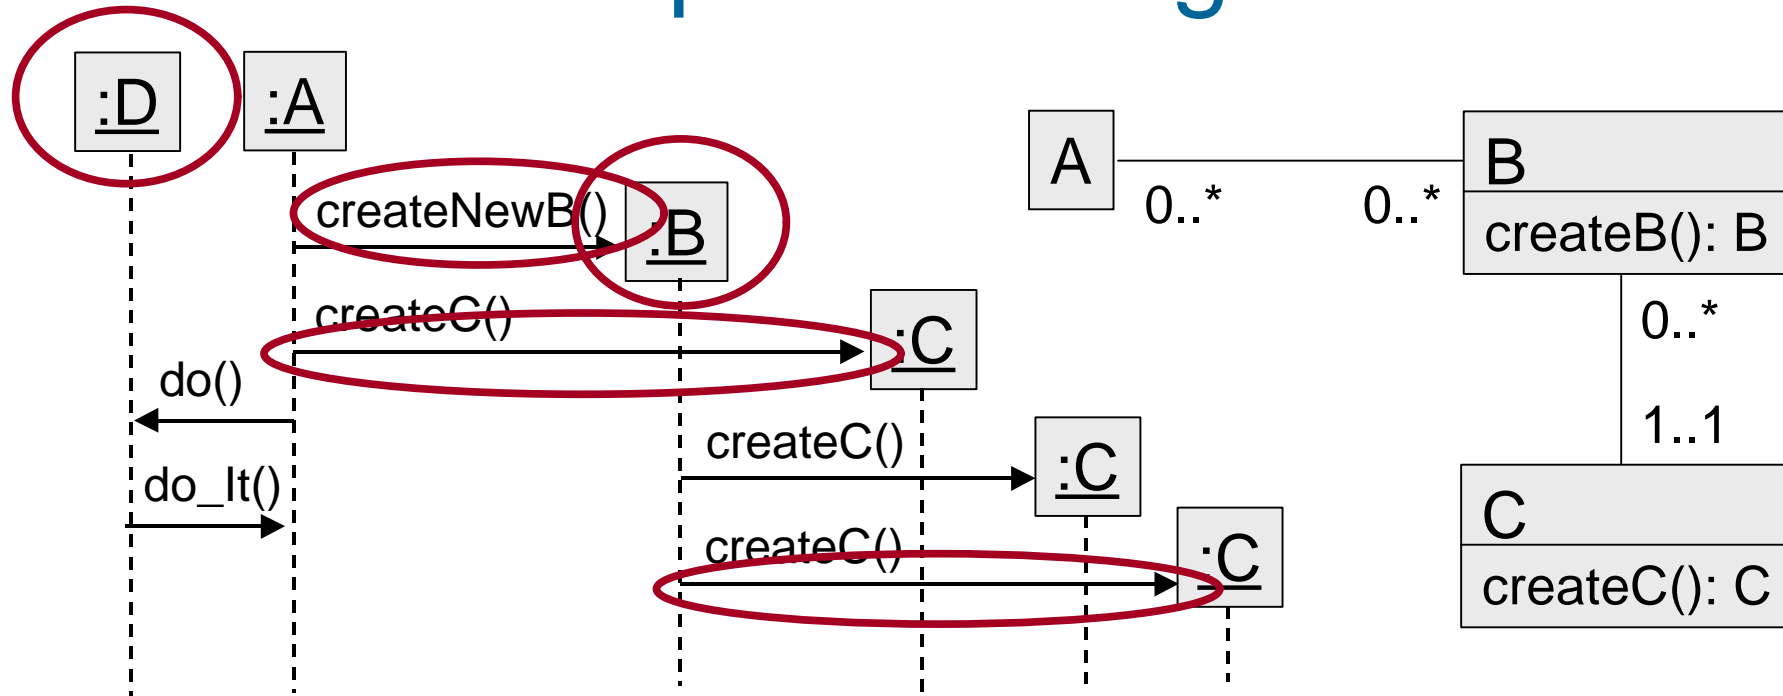 :D
:A
createNewB()
:B
createC()
:C
do()
createC()
:C
do_It()
createC()
:C
A
0..*
0..*
B
createB(): B
0..*
1..1
C
createC(): C